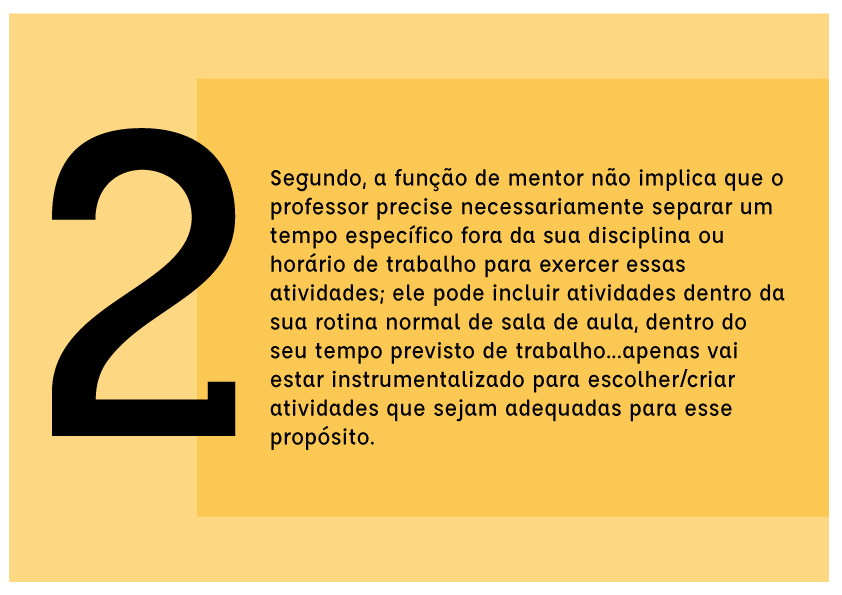 2
Segundo, a função de mentor não implica que o
professor precise necessariamente separar um
tempo específico fora da sua disciplina ou
horário de trabalho para exercer essas
atividades; ele pode incluir atividades dentro da
sua rotina normal de sala de aula, dentro do
seu tempo previsto de trabalho...apenas vai
estar instrumentalizado para escolher/criar
atividades que sejam adequadas para esse
propósito.